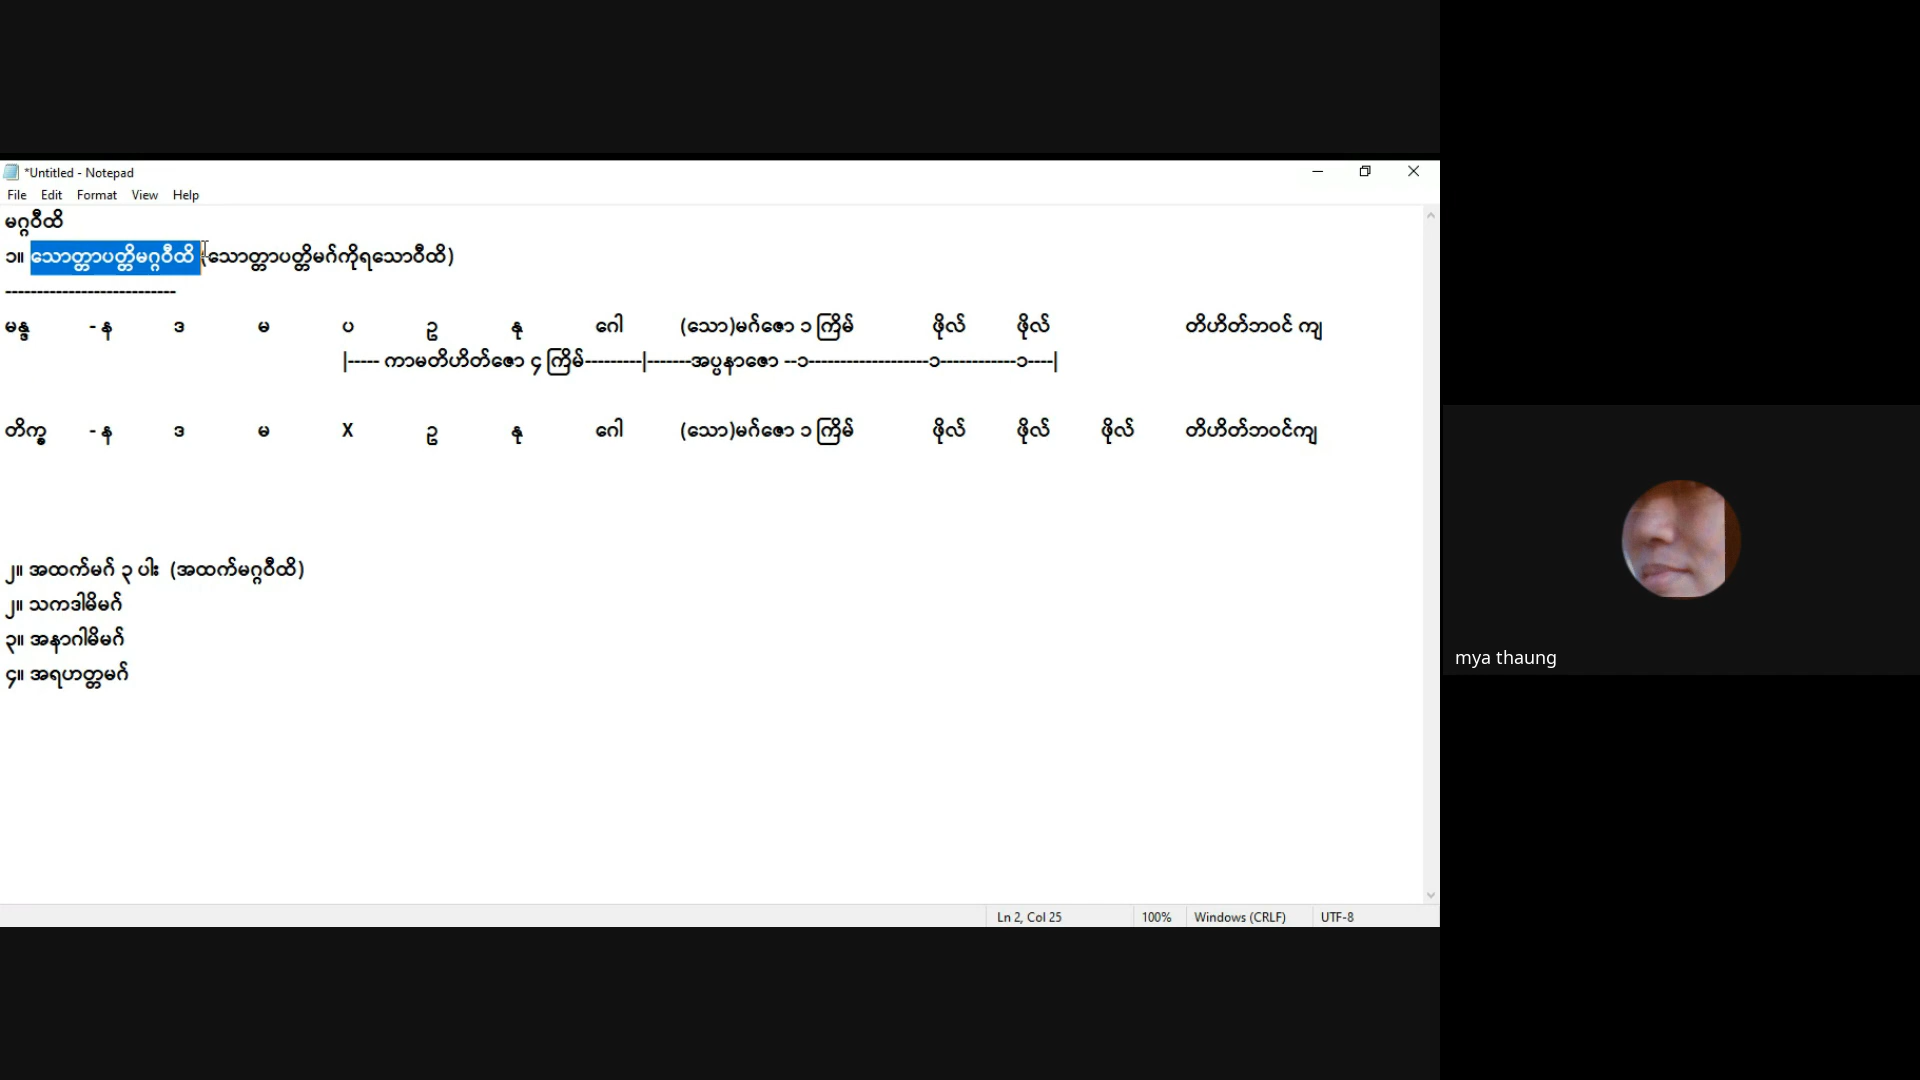 *Untitled - Notepad
File Edit Format View Help
မဂ္ဂဝီထိ
၁။ သောတ္တာပတ္တိမဂ္ဂဝီထိ (သောတ္တာပတ္တိမဂ်ကိုရသောဝီထိ)
---------------------------
မန္ဒ - န ဒ မ ပ ဥ နု ဂေါ (သော)မဂ်ဇော ၁ ကြိမ် ဖိုလ် ဖိုလ် တိဟိတ်ဘဝင် ကျ
|----- ကာမတိဟိတ်ဇော ၄ ကြိမ်---------|-------အပ္ပနာဇော --၁-------------------၁------------၁----|
တိက္ခ - န ဒ မ X ဥ နု ဂေါ (သော)မဂ်ဇော ၁ ကြိမ် ဖိုလ် ဖိုလ် ဖိုလ် တိဟိတ်ဘဝင်ကျ
၂။ အထက်မဂ် ၃ ပါး (အထက်မဂ္ဂဝီထိ)
၂။ သကဒါမိမဂ်
၃။ အနာဂါမိမဂ်
၄။ အရဟတ္တမဂ်
Ln 2, Col 25 100% Windows (CRLF) UTF-8
mya thaung